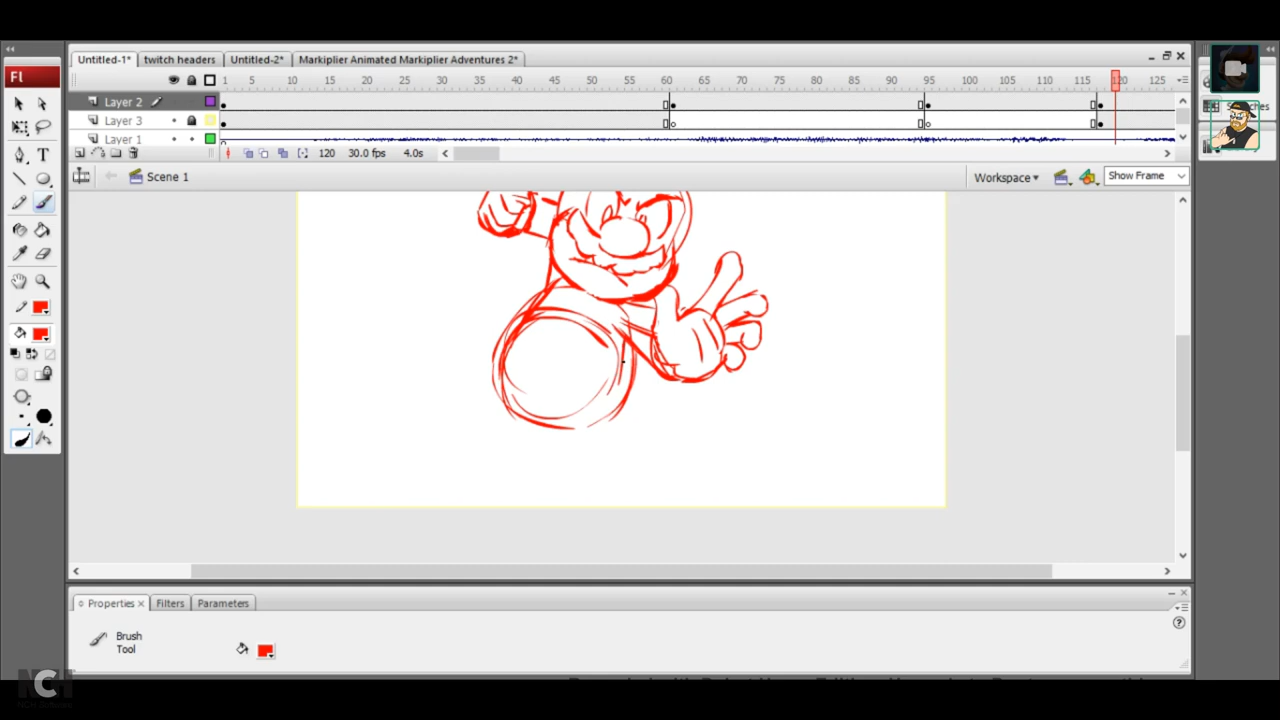 Untitled-1* twitch headers Untitled-2* Markiplier Animated Markiplier Adventures 2*
Fl
1 5 10 15 20 25 30 35 40 45 50 55 60 65 70 75 80 85 90 95 100 105 110 115 120 125
Layer 2
Layer 3
Layer 1
120 30.0 fps 4.0s
Scene 1
Workspace
Show Frame
Properties Filters Parameters
Brush
Tool
NCH